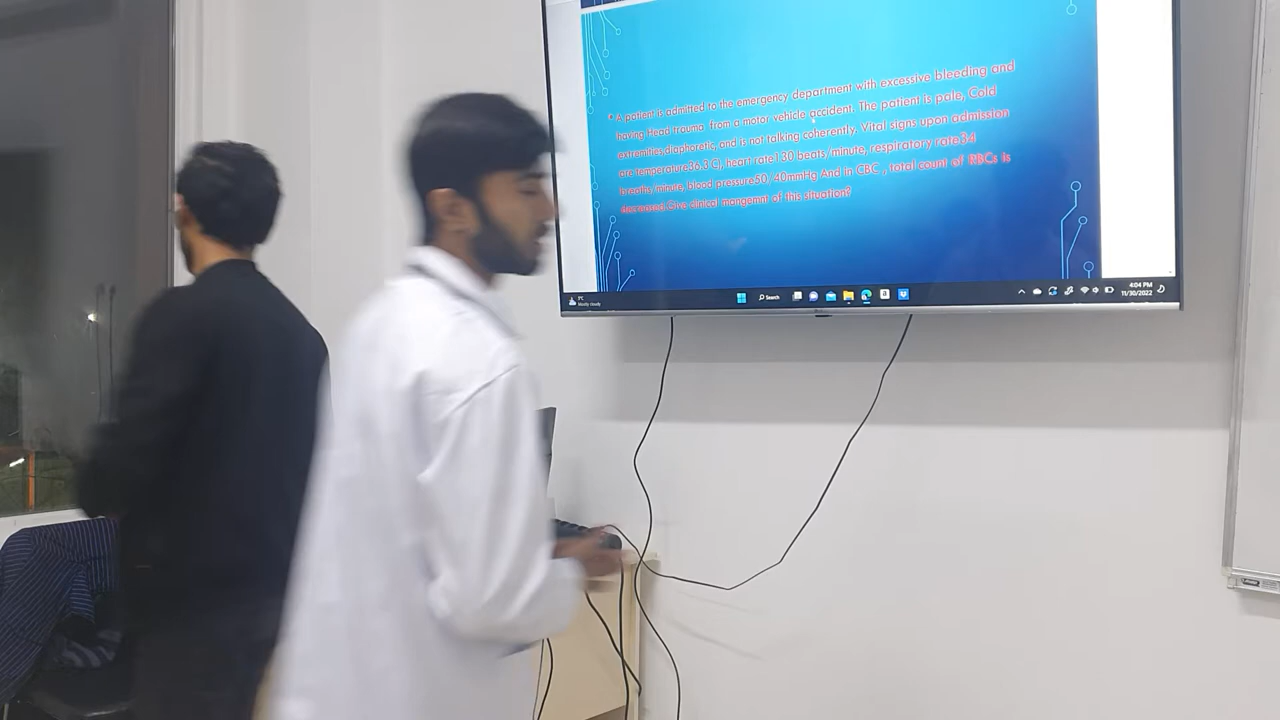 • A patient is admitted to the emergency department with excessive bleeding and
having Head trauma from a motor vehicle accident. The patient is pale, Cold
extremities,diaphoretic, and is not talking coherently, Vital signs upon admission
are temperature36,3°C), heart rate130 beats/minute, respiratory rate34
breaths/minute, blood pressure50/40mmHg And in CBC , total count of RBCs is
decreased.Give clinical mangemnt of this situation?
5°C
Mostly cloudy
Search
4:04 PM
11/30/2022